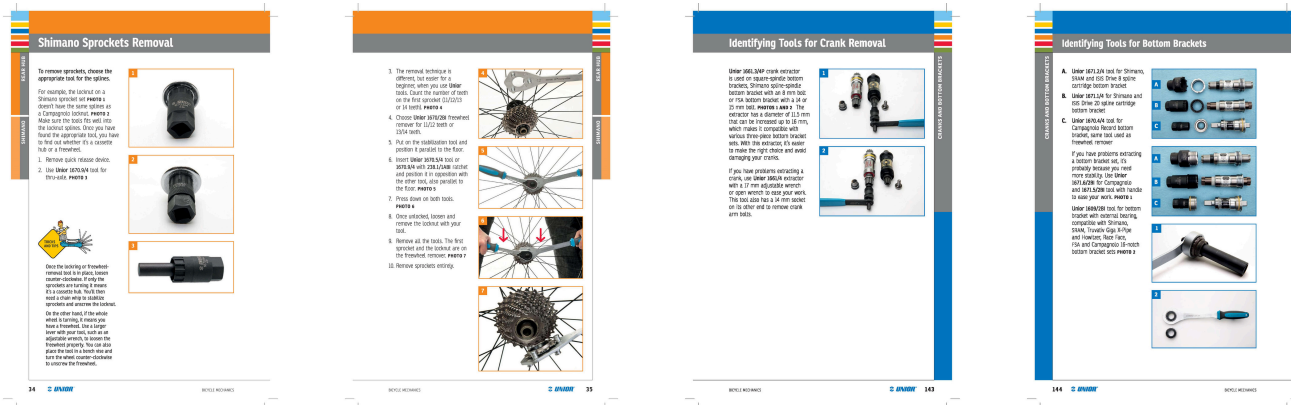 Shimano Sprockets Removal
REAR HUB
SHIMANO
To remove sprockets, choose the
appropriate tool for the splines.
For example, the locknut on a
Shimano sprocket set PHOTO 1
doesn't have the same splines as
a Campagnolo locknut. PHOTO 2
Make sure the tools fits well into
the locknut splines. Once you have
found the appropriate tool, you have
to find out whether it's a cassette
hub or a freewheel.
1. Remove quick release device.
2. Use Unior 1670.9/4 tool for
thru-axle. PHOTO 3
TRICKS
AND TIPS
Once the lockring or freewheel-
removal tool is in place, loosen
counter-clockwise. If only the
sprockets are turning it means
it's a cassette hub. You'll then
need a chain whip to stabilize
sprockets and unscrew the locknut.
On the other hand, if the whole
wheel is turning, it means you
have a freewheel. Use a larger
lever with your tool, such as an
adjustable wrench, to loosen the
freewheel properly. You can also
place the tool in a bench vise and
turn the wheel counter-clockwise
to unscrew the freewheel.
1
2
3
34 UNIOR BICYCLE MECHANICS
3. The removal technique is
different, but easier for a
beginner, when you use Unior
tools. Count the number of teeth
on the first sprocket (11/12/13
or 14 teeth). PHOTO 4
4. Choose Unior 1670/2BI freewheel
remover for 11/12 teeth or
13/14 teeth.
5. Put on the stabilization tool and
position it parallel to the floor.
6. Insert Unior 1670.5/4 tool or
1670.9/4 with 238.1/1ABI ratchet
and position it in opposition with
the other tool, also parallel to
the floor. PHOTO 5
7. Press down on both tools.
PHOTO 6
8. Once unlocked, loosen and
remove the locknut with your
tool.
9. Remove all the tools. The first
sprocket and the locknut are on
the freewheel remover. PHOTO 7
10. Remove sprockets entirely.
4
5
6
7
REAR HUB
SHIMANO
BICYCLE MECHANICS UNIOR 35
Identifying Tools for Crank Removal
Unior 1661.3/4P crank extractor
is used on square-spindle bottom
brackets, Shimano spline-spindle
bottom bracket with an 8 mm bolt
or FSA bottom bracket with a 14 or
15 mm bolt. PHOTOS 1 AND 2 The
extractor has a diameter of 11.5 mm
that can be increased up to 16 mm,
which makes it compatible with
various three-piece bottom bracket
sets. With this extractor, it's easier
to make the right choice and avoid
damaging your cranks.
If you have problems extracting a
crank, use Unior 1661/4 extractor
with a 17 mm adjustable wrench
or open wrench to ease your work.
This tool also has a 14 mm socket
on its other end to remove crank
arm bolts.
1
2
CRANKS AND BOTTOM BRACKETS
BICYCLE MECHANICS UNIOR 143
Identifying Tools for Bottom Brackets
CRANKS AND BOTTOM BRACKETS
A. Unior 1671.2/4 tool for Shimano,
SRAM and ISIS Drive 8 spline
cartridge bottom bracket
B. Unior 1671.1/4 for Shimano and
ISIS Drive 20 spline cartridge
bottom bracket
C. Unior 1670.4/4 tool for
Campagnolo Record bottom
bracket, same tool used as
freewheel remover
If you have problems extracting
a bottom bracket set, it's
probably because you need
more stability. Use Unior
1671.6/2BI for Campagnolo
and 1671.5/2BI tool with handle
to ease your work. PHOTO 1
Unior 1609/2BI tool for bottom
bracket with external bearing,
compatible with Shimano,
SRAM, Truvativ Giga X-Pipe
and Howitzer, Race Face,
FSA and Campagnolo 16-notch
bottom bracket sets PHOTO 2
A
B
C
A
B
C
1
2
144 UNIOR BICYCLE MECHANICS